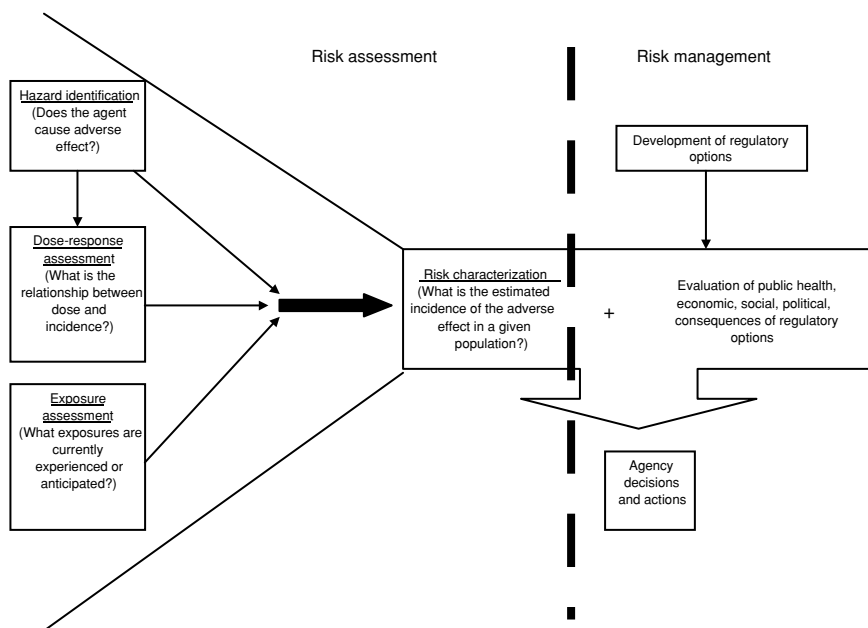 Risk assessment
Risk management
Hazard identification
(Does the agent
cause adverse
effect?)
Development of regulatory
options
Dose-response
assessment
(What is the
relationship between
dose and
incidence?)
Risk characterization
(What is the estimated
incidence of the adverse
effect in a given
population?)
+
Evaluation of public health,
economic, social, political,
consequences of regulatory
options
Exposure
assessment
(What exposures are
currently
experienced or
anticipated?)
Agency
decisions
and actions